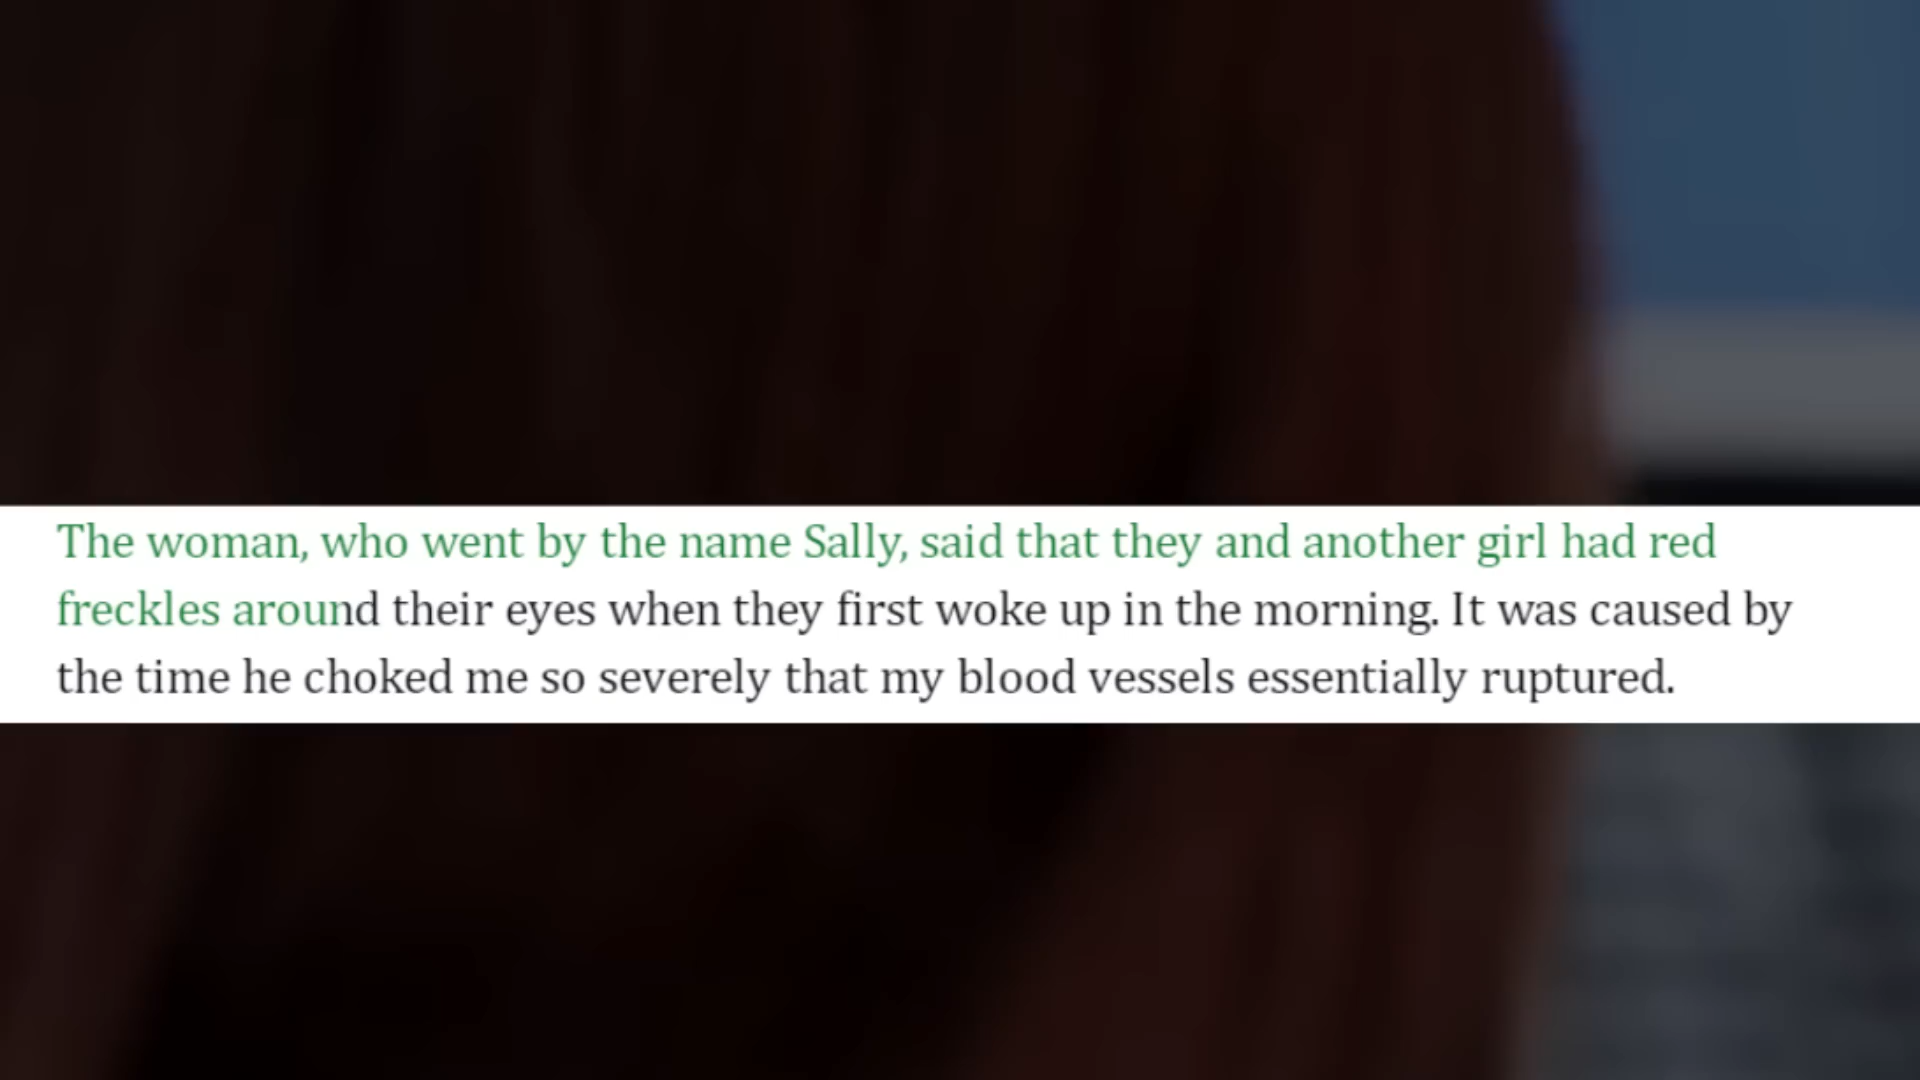 The woman, who went by the name Sally, said that they and another girl had red
freckles around their eyes when they first woke up in the morning. It was caused by
the time he choked me so severely that my blood vessels essentially ruptured.